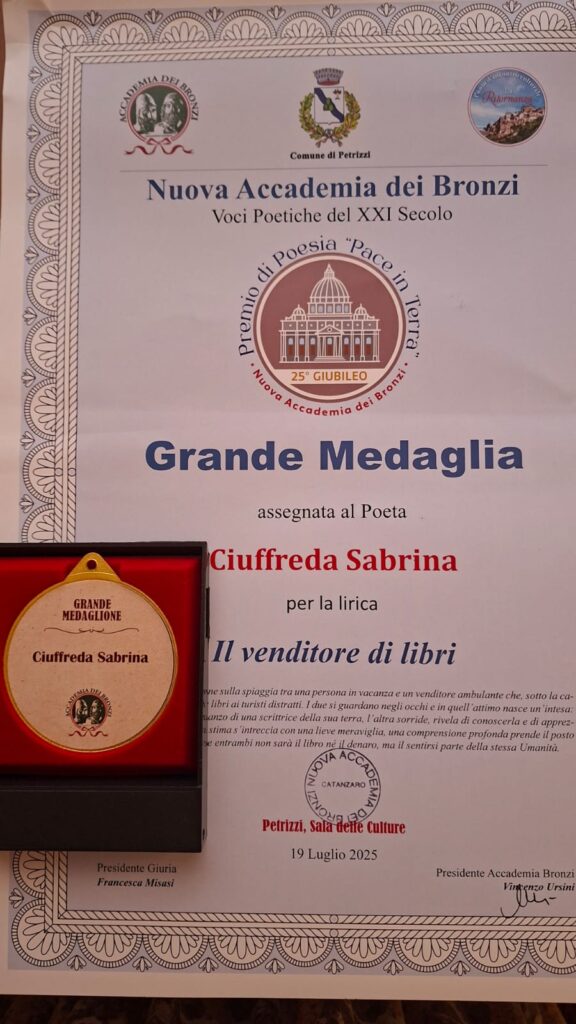 ACCADEMIA DEI BRONZI
Comune di Petrizzi
Ritornanza
Nuova Accademia dei Bronzi
Voci Poetiche del XXI Secolo
Premio di Poesia "Pace in Terra"
25° GIUBILEO
• Nuova Accademia dei Bronzi •
Grande Medaglia
assegnata al Poeta
Ciuffreda Sabrina
per la lirica
Il venditore di libri
one sulla spiaggia tra una persona in vacanza e un venditore ambulante che, sotto la ca-
libri ai turisti distratti. I due si guardano negli occhi e in quell'attimo nasce un'intesa:
manzo di una scrittrice della sua terra, l'altra sorride, rivela di conoscerla e di apprez-
stima s'intreccia con una lieve meraviglia, una comprensione profonda prende il posto
entrambi non sarà il libro né il denaro, ma il sentirsi parte della stessa Umanità.
NUOVA ACCADEMIA DEI BRONZI
CATANZARO
Petrizzi, Sala delle Culture
19 Luglio 2025
Presidente Giuria
Francesca Misasi
Presidente Accademia Bronzi
Vincenzo Ursini
GRANDE
MEDAGLIONE
Ciuffreda Sabrina
ACCADEMIA DEI BRONZI